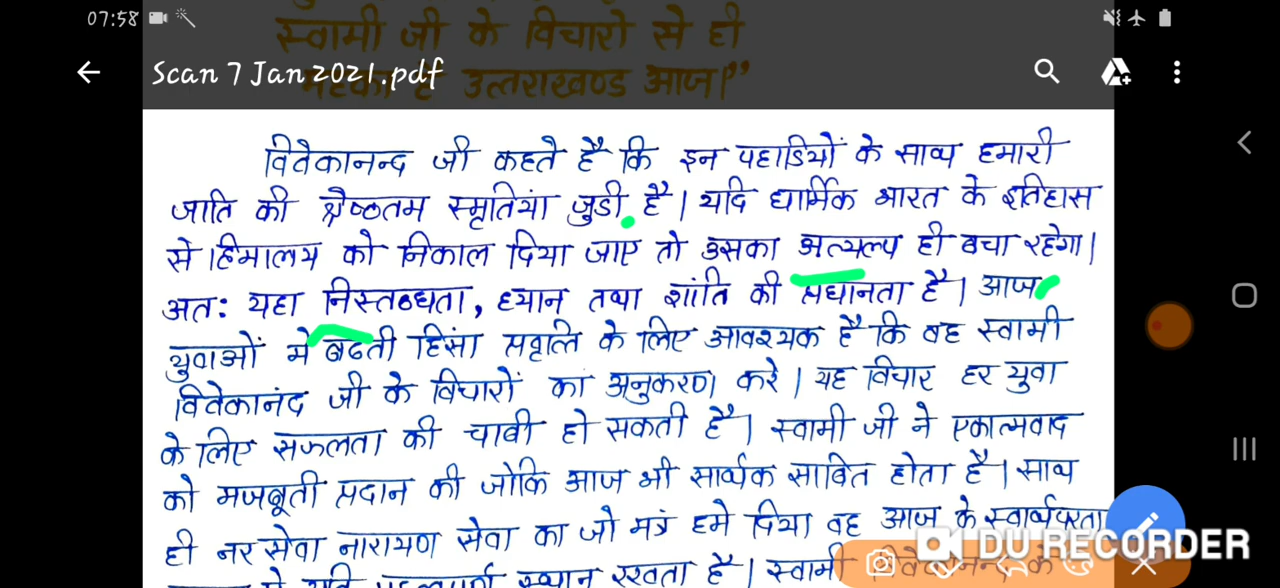 07:58
स्वामी जी के विचारो से ही
उत्तराखण्ड आज।"
Scan 7 Jan 2021.pdf
विवेकानन्द जी कहते है कि इन पहाडियों के साथ हमारी
जाति की श्रैष्ठतम स्मृतियां जुडी है। यदि धार्मिक भारत के इतिहास
से हिमालय को निकाल दिया जाए तो उसका अत्यल्प ही बचा रहेगा।
अतः यहा निस्तब्धता, ध्यान तथा शांति की प्रधानता है। आज
युवाओं मे बढती हिंसा प्रवृति के लिए आवश्यक है कि वह स्वामी
विवेकानंद जी के विचारों का अनुकरण करे। यह विचार हर युवा
के लिए सफलता की चाबी हो सकती है। स्वामी जी ने एकात्मवाद
को मजबूती प्रदान की जोकि आज भी सार्थक साबित होता है। साथ
ही नर सेवा नारायण सेवा का जो मत्रं हमे दिया वह आज के स्वार्थपरता
स्थान रखता है। स्वामी
DU RECORDER